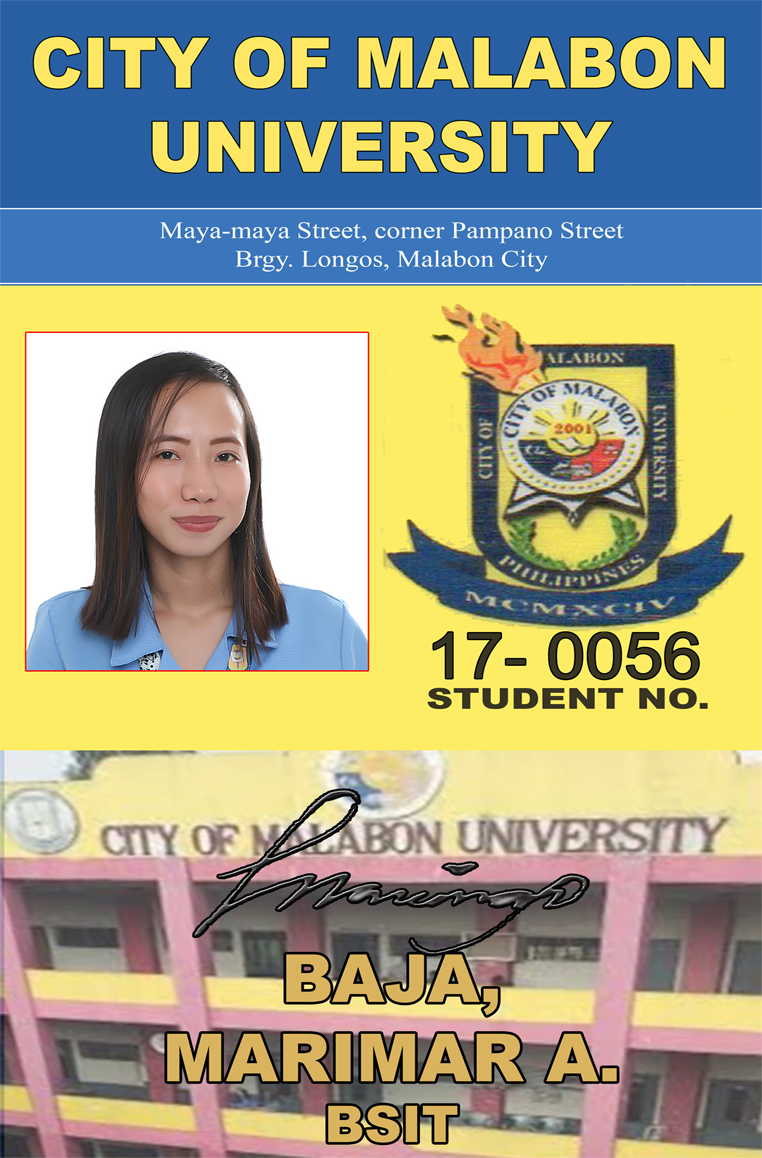 CITY OF MALABON
UNIVERSITY
Maya-maya Street, corner Pampano Street
Brgy. Longos, Malabon City
CITY OF
MALABON
UNIVERSITY
CITY OF MALABON
2001
PHILIPPINES
MCMXCIV
17- 0056
STUDENT NO.
CITY OF MALABON UNIVERSITY
Marimar
BAJA,
MARIMAR A.
BSIT